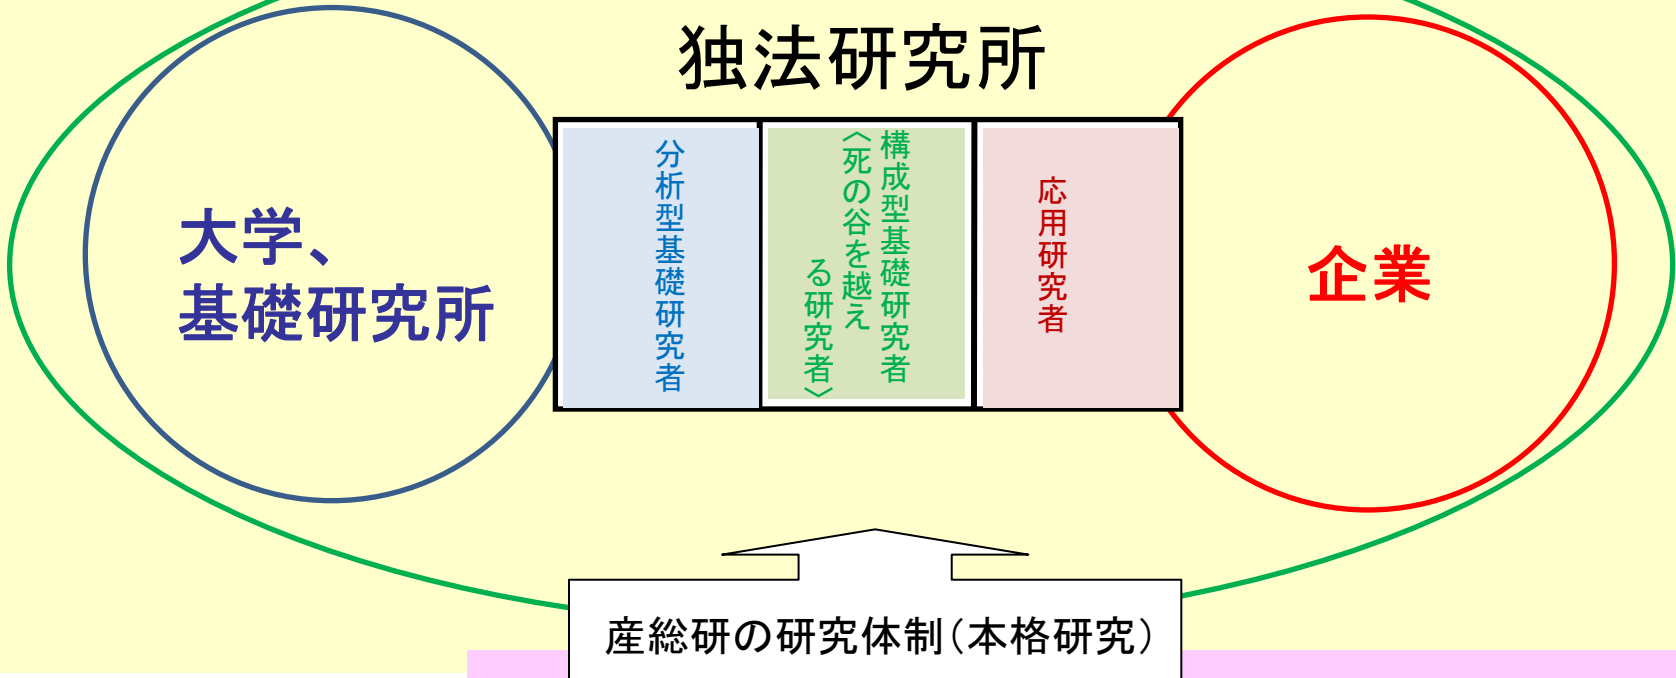 独法研究所
大学、
基礎研究所
分析型基礎研究者
構成型基礎研究者
〈死の谷を越え
る研究者〉
応用研究者
企業
産総研の研究体制(本格研究)